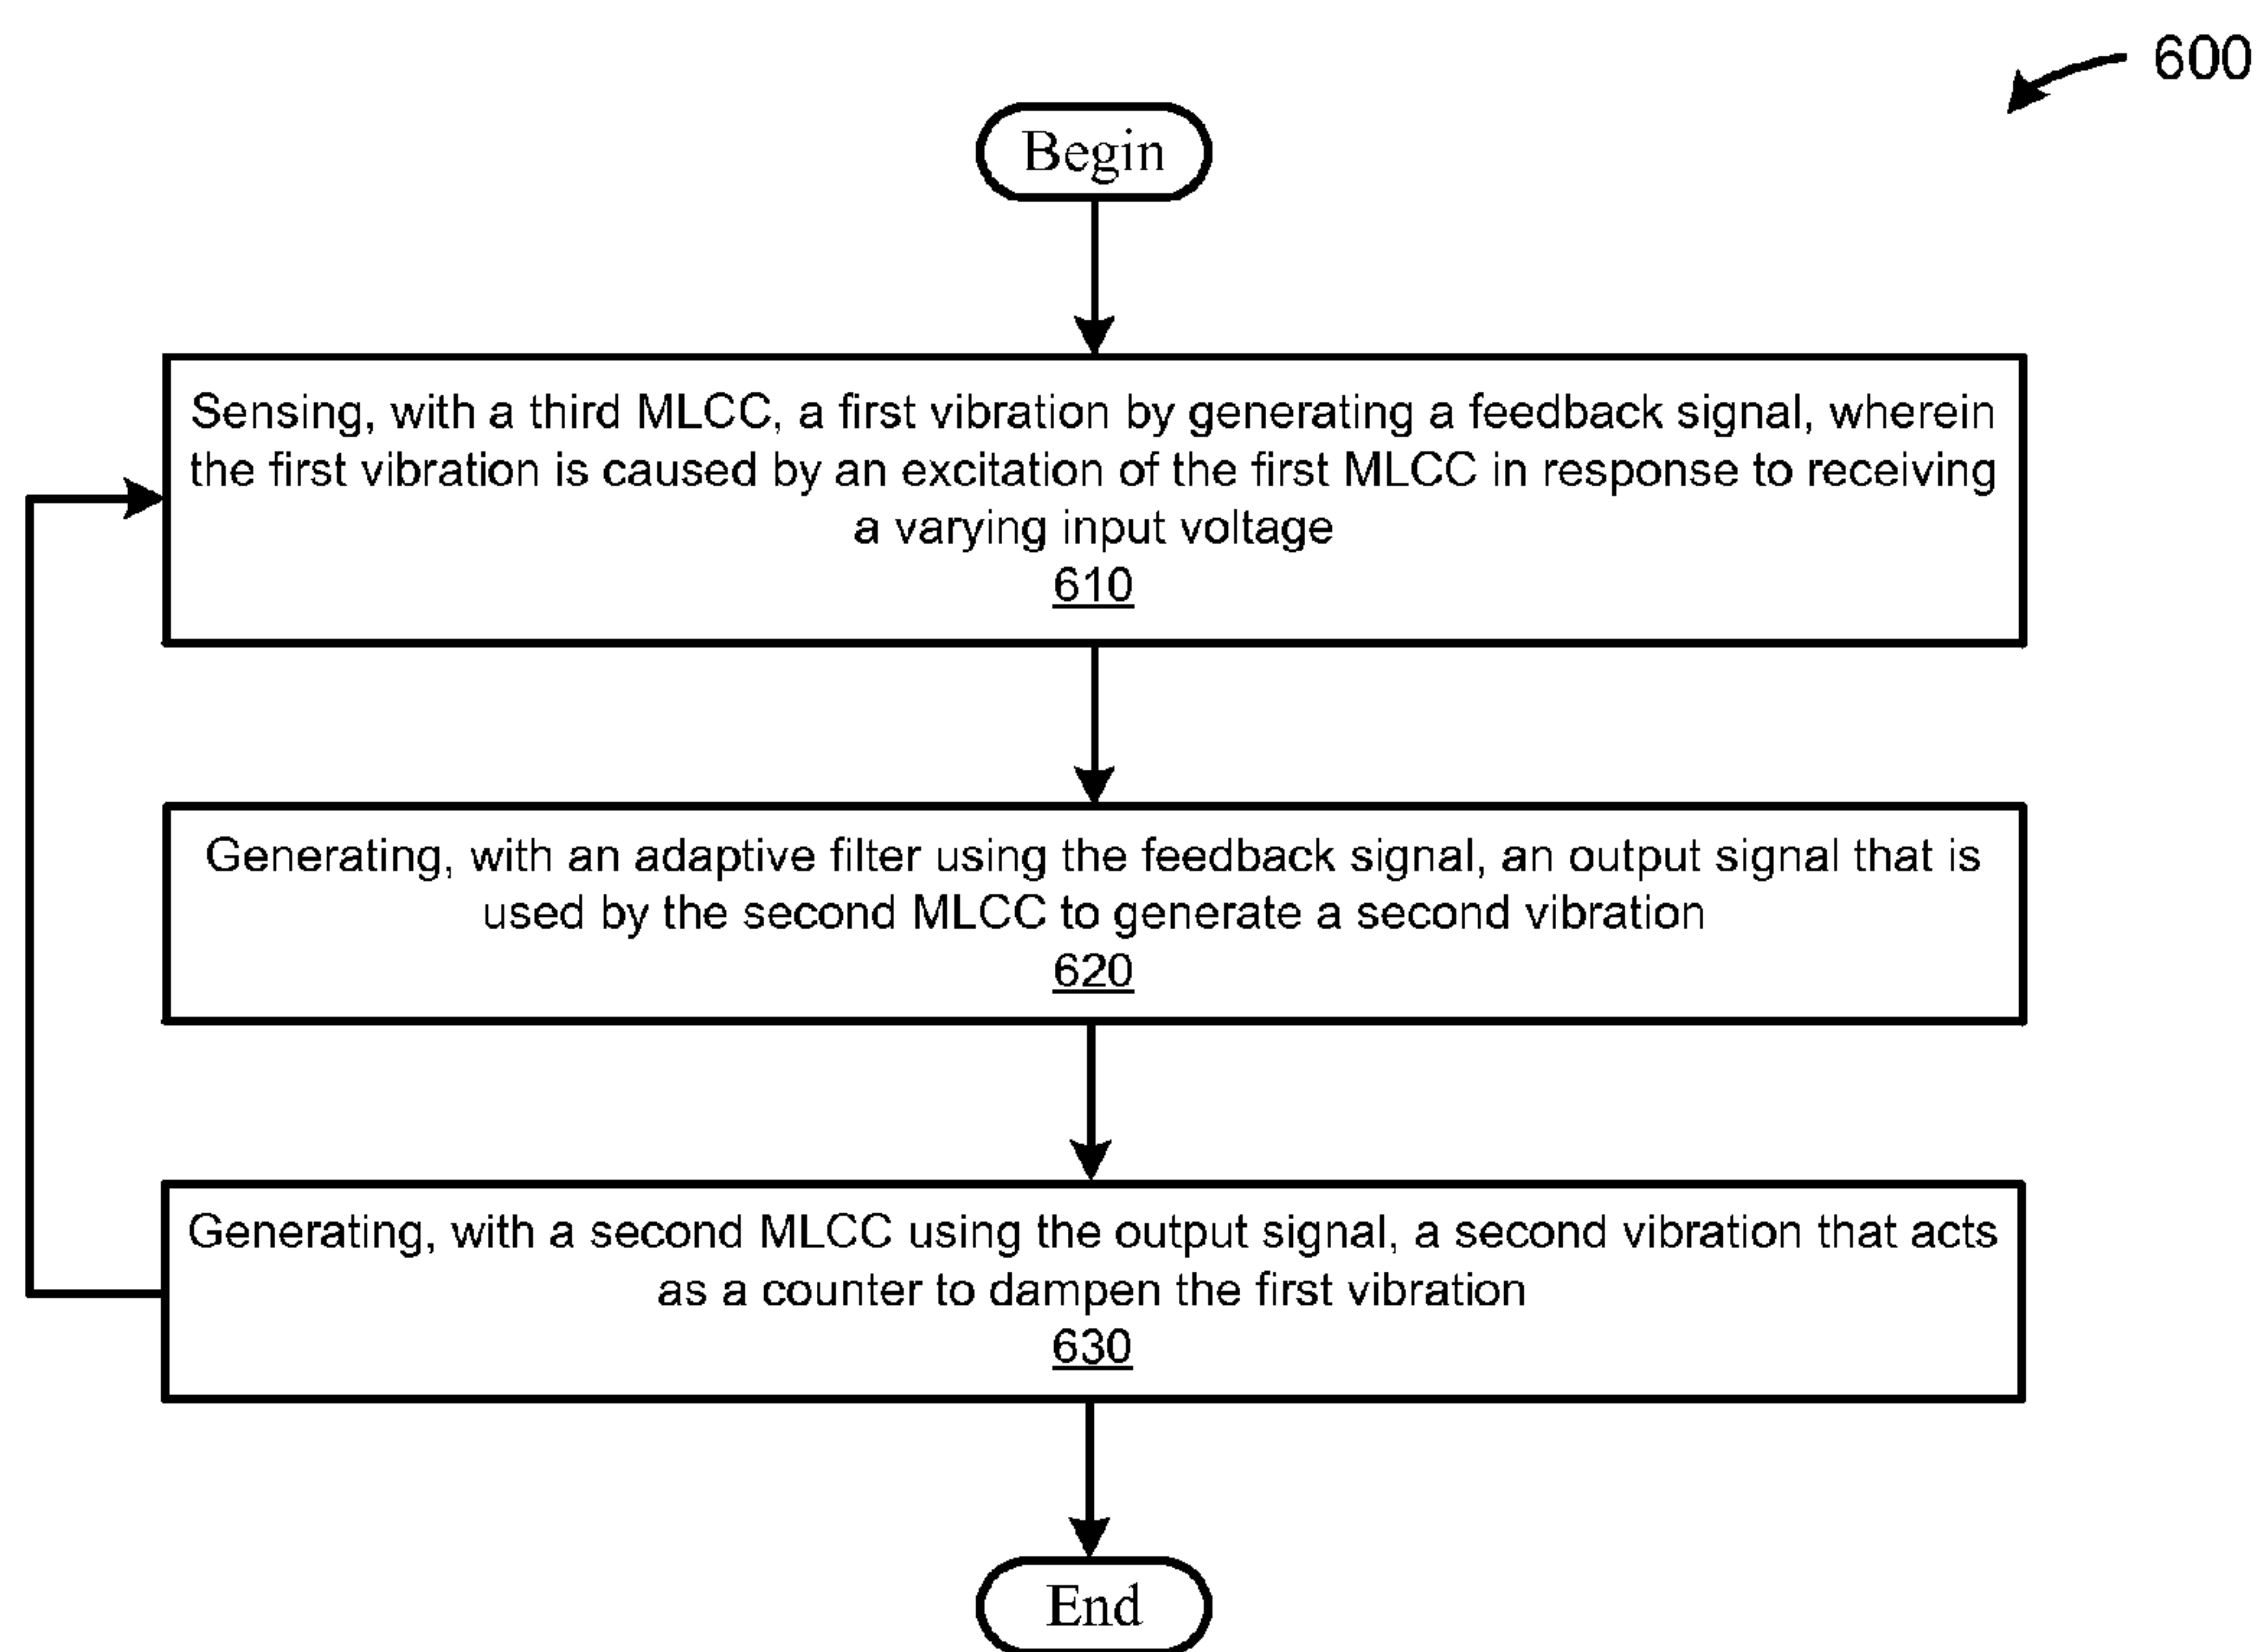 600
Begin
Sensing, with a third MLCC, a first vibration by generating a feedback signal, wherein
the first vibration is caused by an excitation of the first MLCC in response to receiving
a varying input voltage
610
Generating, with an adaptive filter using the feedback signal, an output signal that is
used by the second MLCC to generate a second vibration
620
Generating, with a second MLCC using the output signal, a second vibration that acts
as a counter to dampen the first vibration
630
End